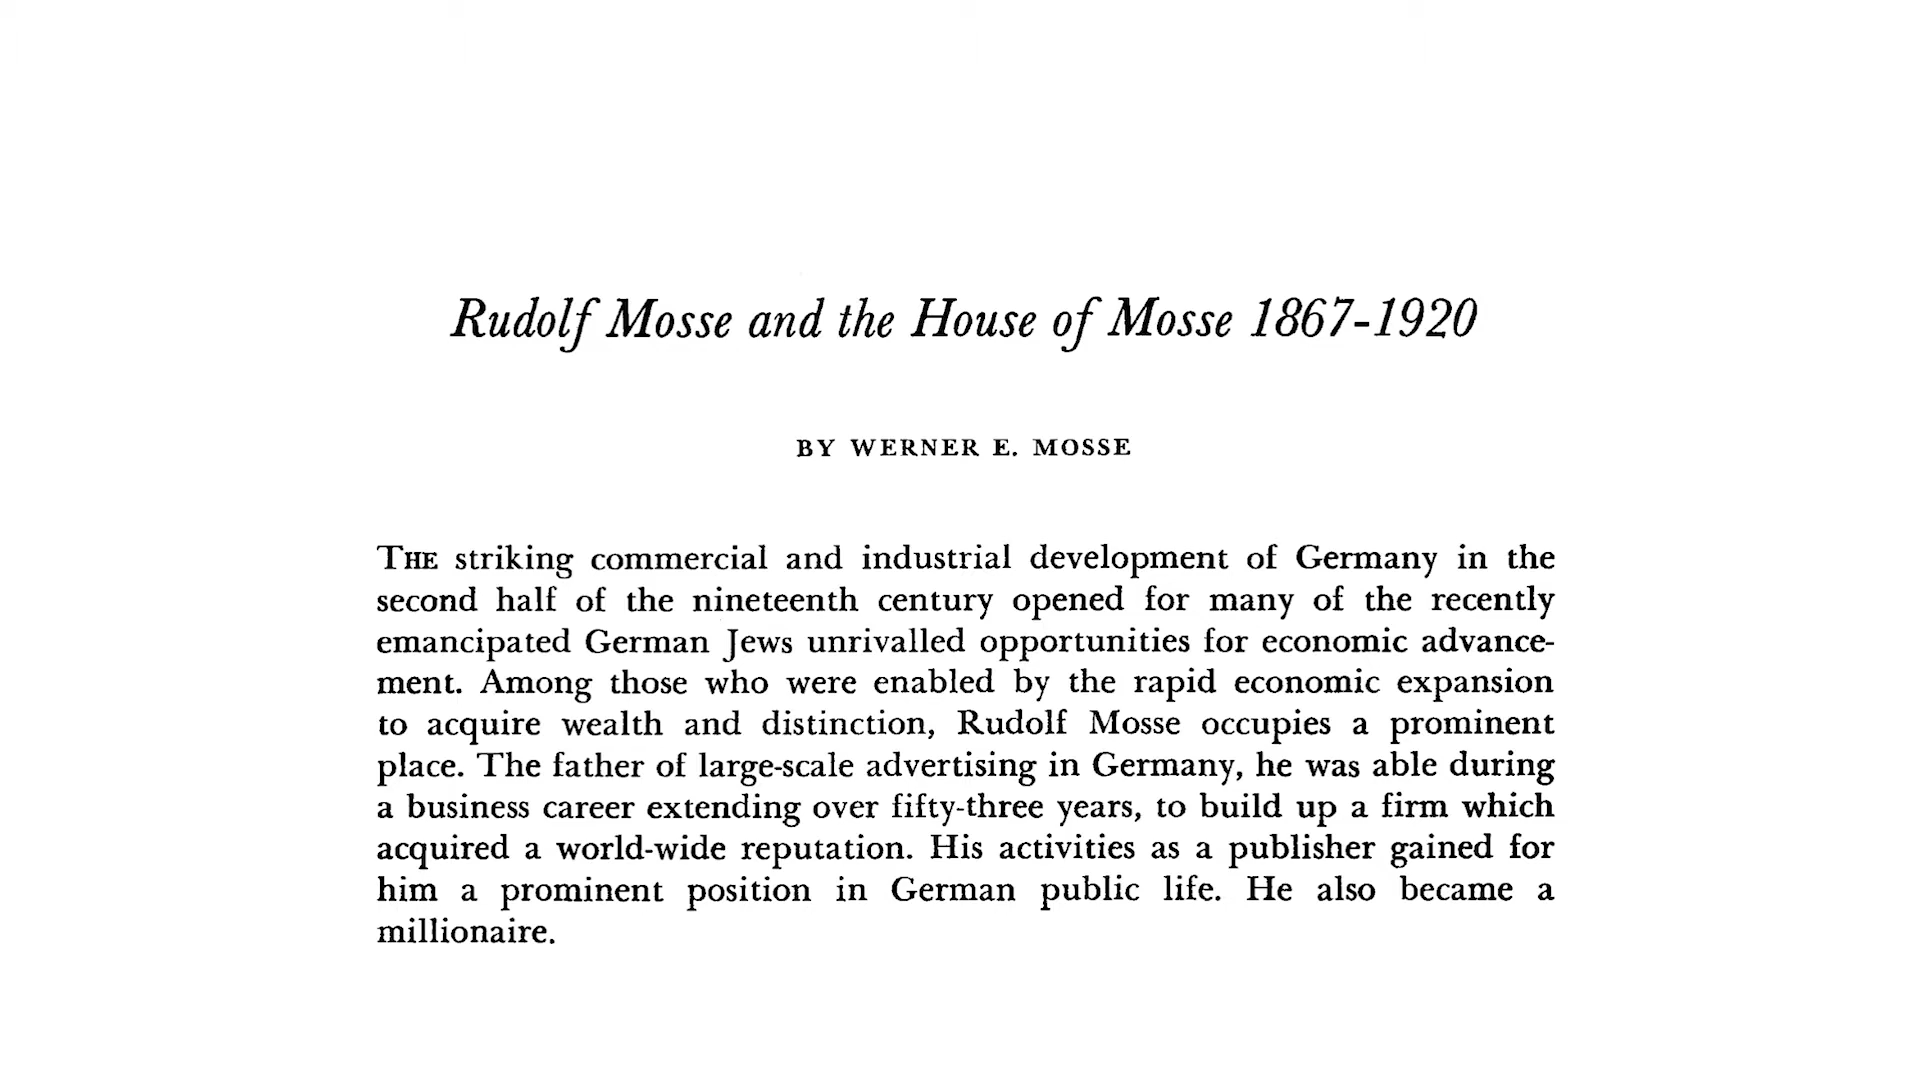 Rudolf Mosse and the House of Mosse 1867-1920
BY WERNER E. MOSSE
THE striking commercial and industrial development of Germany in the
second half of the nineteenth century opened for many of the recently
emancipated German Jews unrivalled opportunities for economic advance-
ment. Among those who were enabled by the rapid economic expansion
to acquire wealth and distinction, Rudolf Mosse occupies a prominent
place. The father of large-scale advertising in Germany, he was able during
a business career extending over fifty-three years, to build up a firm which
acquired a world-wide reputation. His activities as a publisher gained for
him a prominent position in German public life. He also became a
millionaire.